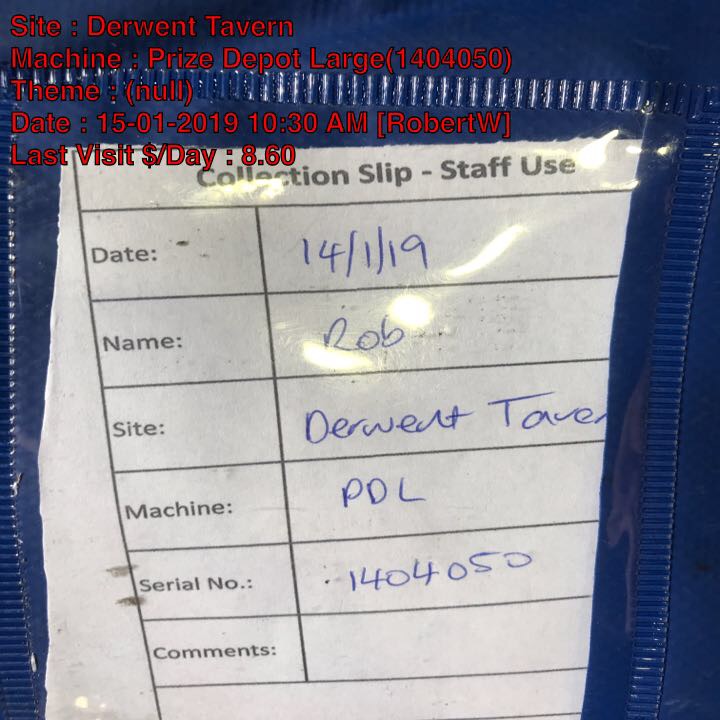 Site : Derwent Tavern
Machine : Prize Depot Large(1404050)
Theme : (null)
Date : 15-01-2019 10:30 AM [RobertW]
Last Visit $/Day : 8.60
Collection Slip - Staff Use
Date: 14/1/19
Name: Rob
Site: Derwent Taver
Machine: PDL
Serial No.: 1404050
Comments: